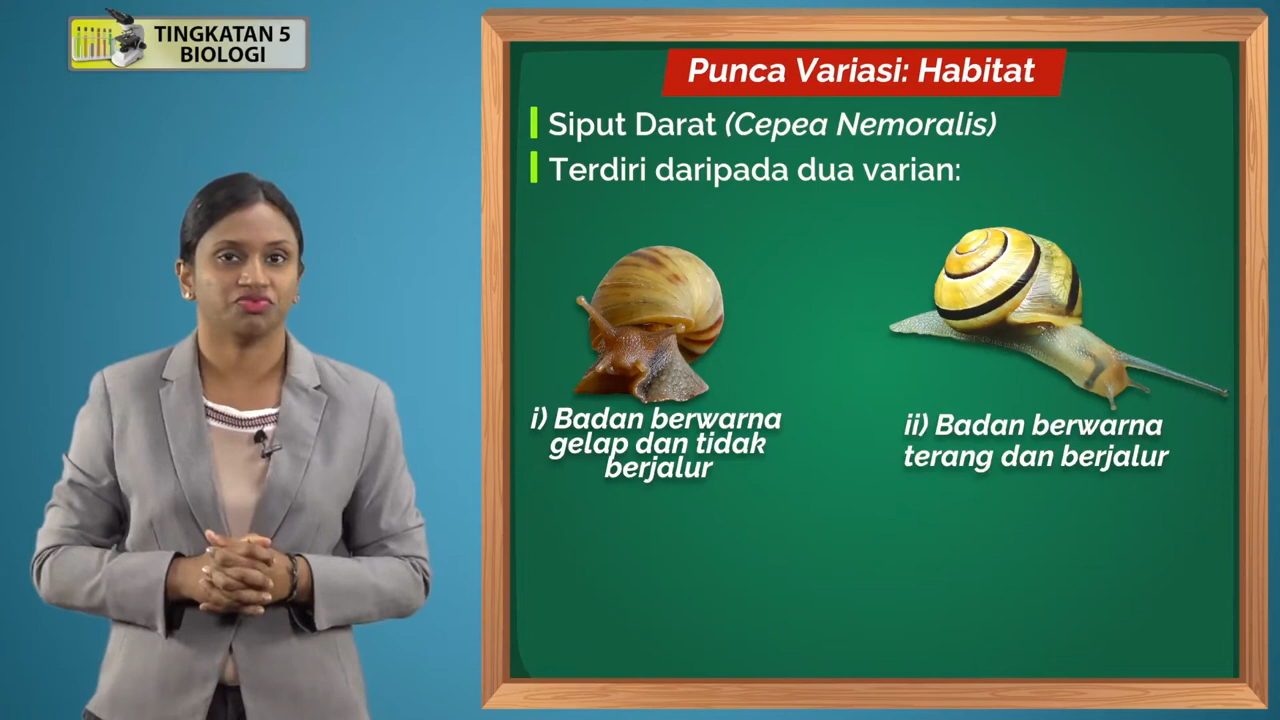 TINGKATAN 5
BIOLOGI
Punca Variasi: Habitat
Siput Darat (Cepea Nemoralis)
Terdiri daripada dua varian:
i) Badan berwarna
gelap dan tidak
berjalur
ii) Badan berwarna
terang dan berjalur